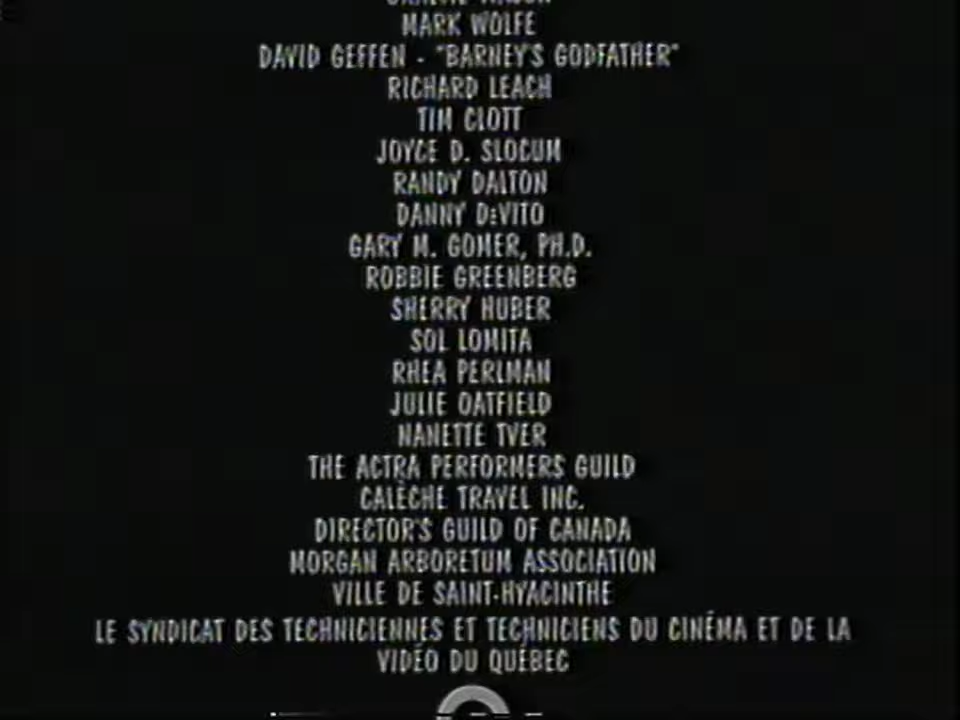 MARK WOLFE
DAVID GEFFEN - "BARNEY'S GODFATHER"
RICHARD LEACH
TIM CLOTT
JOYCE D. SLOCUM
RANDY DALTON
DANNY DeVITO
GARY M. GOMER, PH.D.
ROBBIE GREENBERG
SHERRY HUBER
SOL LOMITA
RHEA PERLMAN
JULIE OATFIELD
NANETTE TVER
THE ACTRA PERFORMERS GUILD
CALÈCHE TRAVEL INC.
DIRECTOR'S GUILD OF CANADA
MORGAN ARBORETUM ASSOCIATION
VILLE DE SAINT-HYACINTHE
LE SYNDICAT DES TECHNICIENNES ET TECHNICIENS DU CINÉMA ET DE LA
VIDÉO DU QUÉBEC